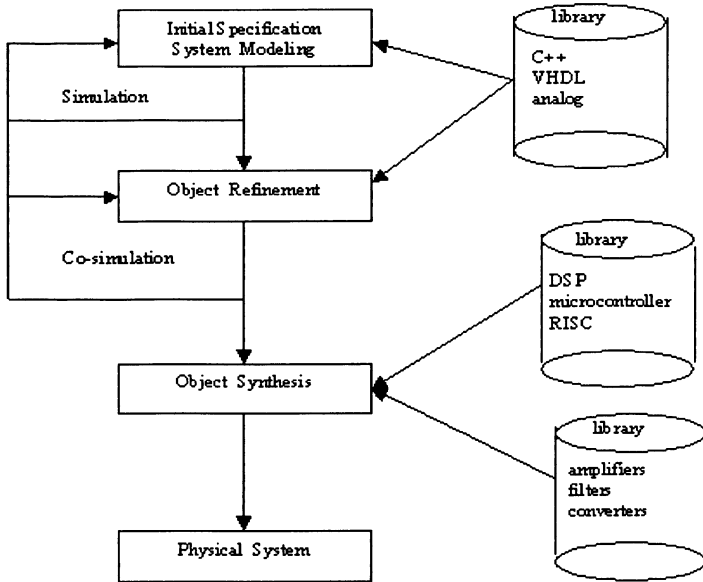 Initial Specification
System Modeling
library
C++
VHDL
analog
Simulation
Object Refinement
Co-simulation
library
DSP
microcontroller
RISC
Object Synthesis
library
amplifiers
filters
converters
Physical System